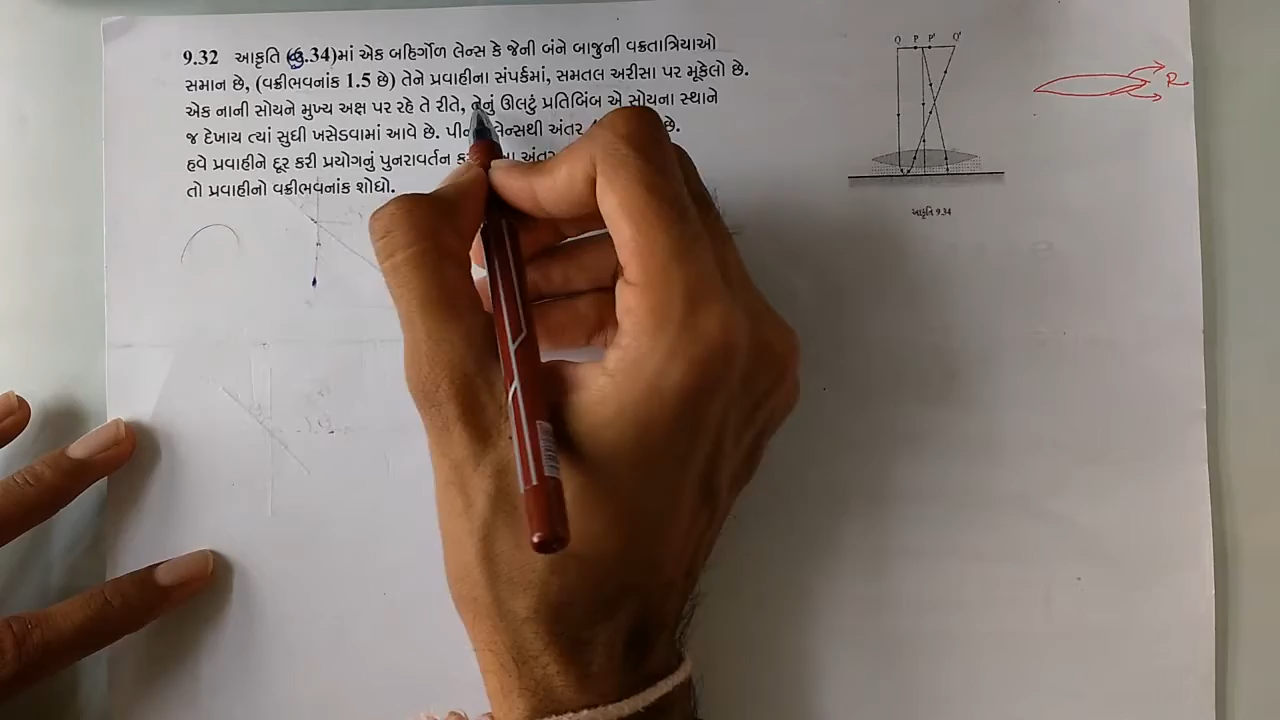 9.32 આકૃતિ (9.34)માં એક બહિર્ગોળ લેન્સ કે જેની બંને બાજુની વક્રતાત્રિયાઓ
સમાન છે, (વક્રીભવનાંક 1.5 છે) તેને પ્રવાહીના સંપર્કમાં, સમતલ અરીસા પર મૂકેલો છે.
એક નાની સોયને મુખ્ય અક્ષ પર રહે તે રીતે, તેનું ઊલટું પ્રતિબિંબ એ સોયના સ્થાને
જ દેખાય ત્યાં સુધી ખસેડવામાં આવે છે. લેન્સથી અંતર છે.
હવે પ્રવાહીને દૂર કરી પ્રયોગનું પુનરાવર્તન અંતર
તો પ્રવાહીનો વક્રીભવનાંક શોધો.
Q P P' Q'
R
આકૃતિ 9.34